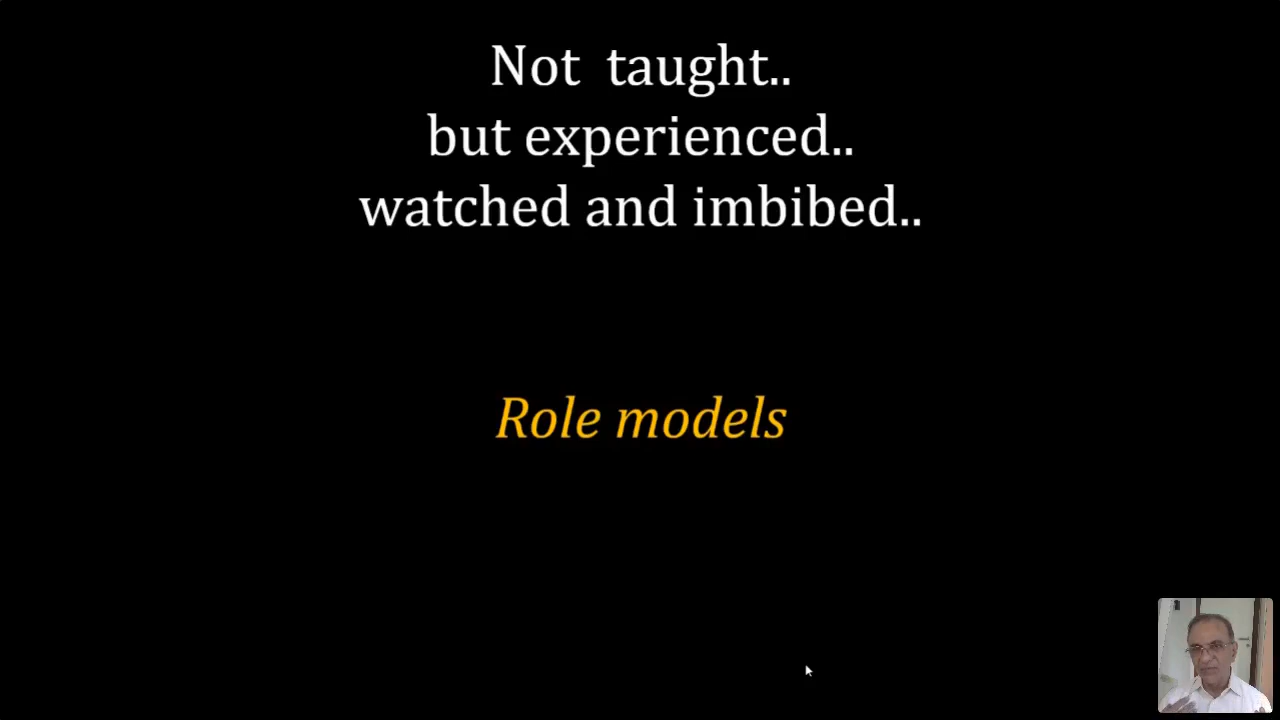 Not taught..
but experienced..
watched and imbibed..
Role models